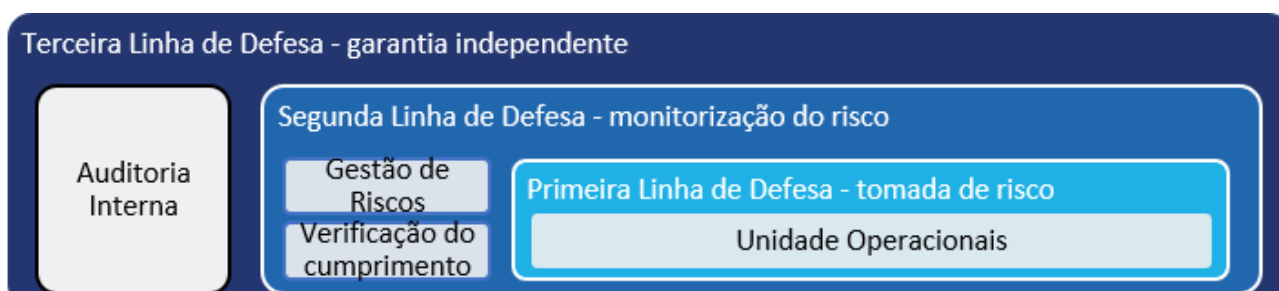 Terceira Linha de Defesa - garantia independente
Auditoria
Interna
Segunda Linha de Defesa - monitorização do risco
Gestão de
Riscos
Verificação do
cumprimento
Primeira Linha de Defesa - tomada de risco
Unidade Operacionais